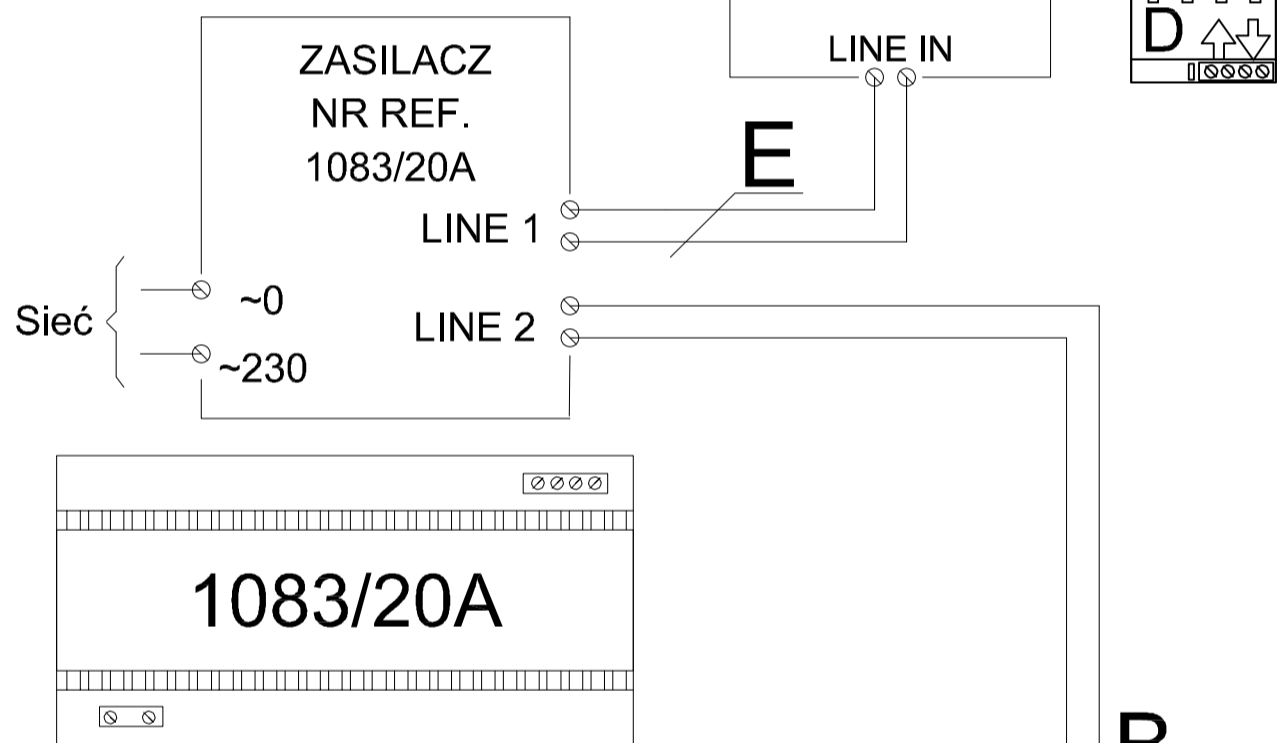 ZASILACZ
NR REF.
1083/20A
LINE IN
D
E
LINE 1
Sieć
~0
LINE 2
~230
1083/20A